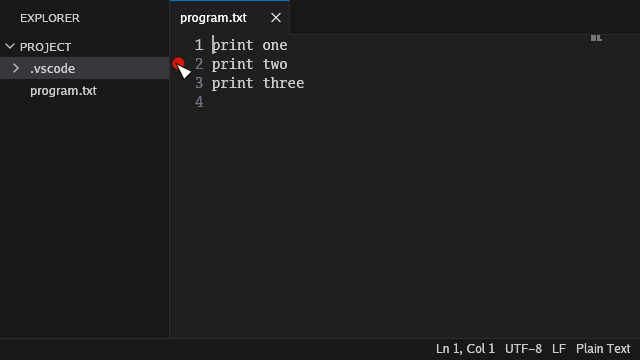 EXPLORER
PROJECT
.vscode
program.txt
program.txt
1 print one
2 print two
3 print three
4
Ln 1, Col 1 UTF-8 LF Plain Text